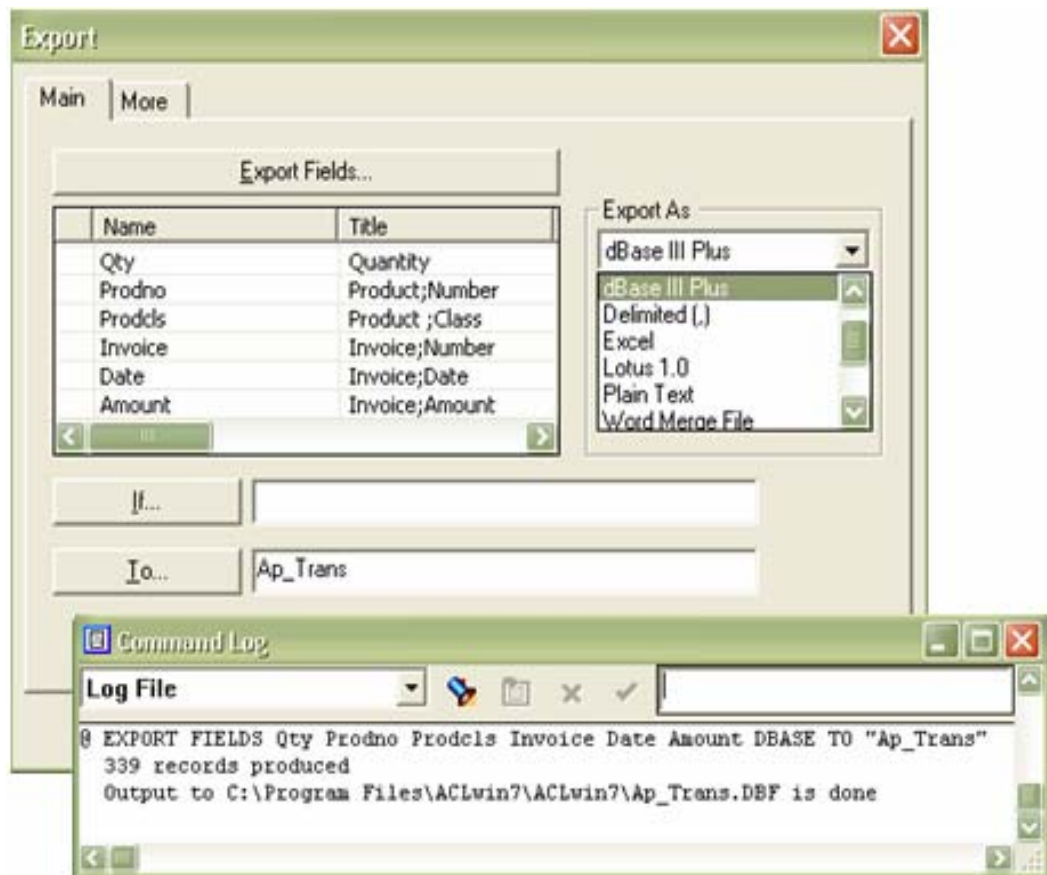 Export
Main More
Export Fields...
Name Title
Qty Quantity
Prodno Product;Number
Prodcls Product ;Class
Invoice Invoice;Number
Date Invoice;Date
Amount Invoice;Amount
Export As
dBase III Plus
dBase III Plus
Delimited (,)
Excel
Lotus 1.0
Plain Text
Word Merge File
If...
To... Ap_Trans
Command Log
Log File
@ EXPORT FIELDS Qty Prodno Prodcls Invoice Date Amount DBASE TO "Ap_Trans"
339 records produced
Output to C:\Program Files\ACLwin7\ACLwin7\Ap_Trans.DBF is done